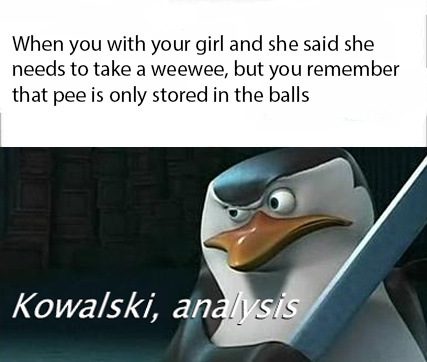 When you with your girl and she said she
needs to take a weewee, but you remember
that pee is only stored in the balls
Kowalski, analysis